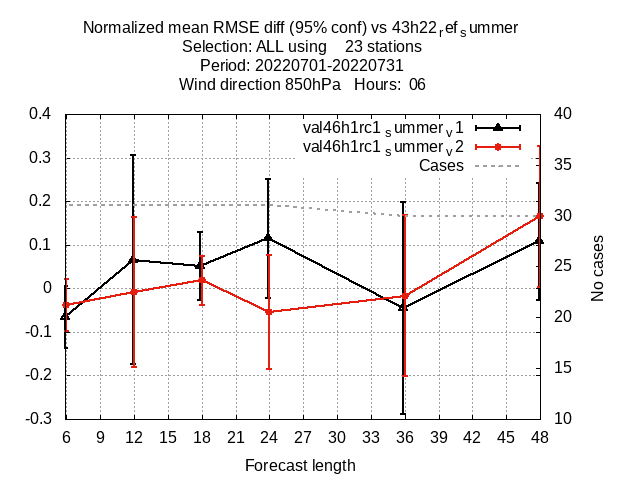 Normalized mean RMSE diff (95% conf) vs 43h22refsummer
Selection: ALL using 23 stations
Period: 20220701-20220731
Wind direction 850hPa Hours: 06
val46h1rc1summerv1
val46h1rc1summerv2
Cases
0.4
0.3
0.2
0.1
0
-0.1
-0.2
-0.3
40
35
30
25
20
15
10
No cases
6 9 12 15 18 21 24 27 30 33 36 39 42 45 48
Forecast length